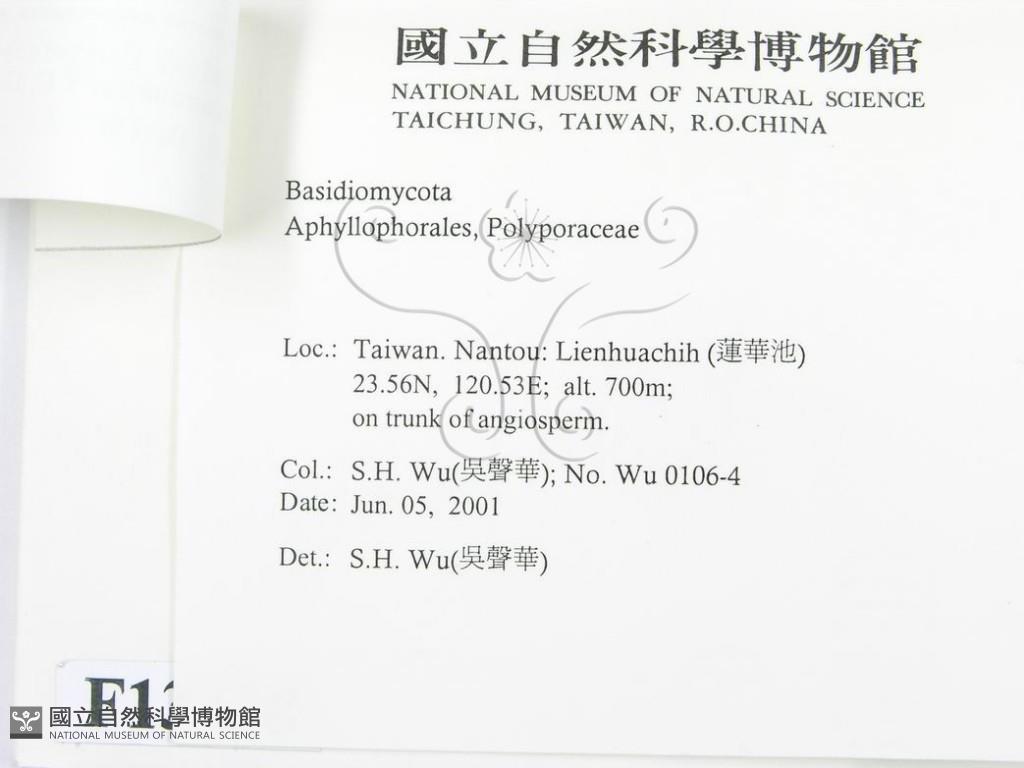 國立自然科學博物館
NATIONAL MUSEUM OF NATURAL SCIENCE
TAICHUNG, TAIWAN, R.O.CHINA
Basidiomycota
Aphyllophorales, Polyporaceae
Loc.: Taiwan. Nantou: Lienhuachih (蓮華池)
23.56N, 120.53E; alt. 700m;
on trunk of angiosperm.
Col.: S.H. Wu(吳聲華); No. Wu 0106-4
Date: Jun. 05, 2001
Det.: S.H. Wu(吳聲華)
國立自然科學博物館
NATIONAL MUSEUM OF NATURAL SCIENCE